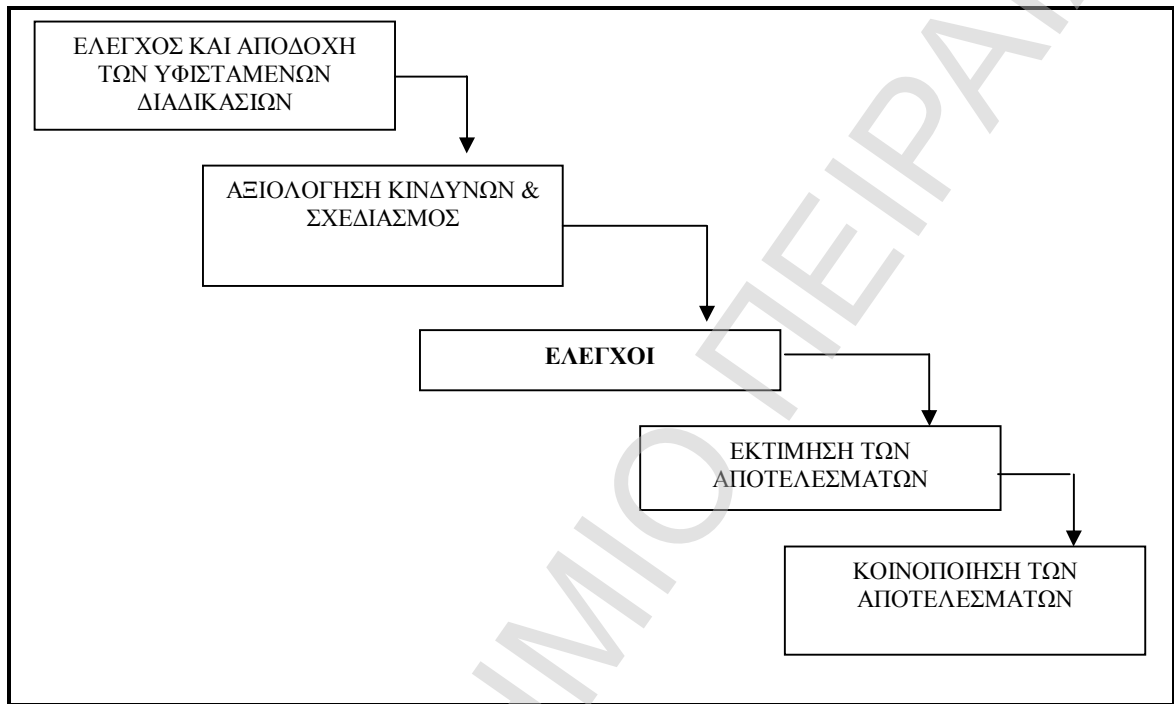 ΕΛΕΓΧΟΣ ΚΑΙ ΑΠΟΔΟΧΗ
ΤΩΝ ΥΦΙΣΤΑΜΕΝΩΝ
ΔΙΑΔΙΚΑΣΙΩΝ
ΑΞΙΟΛΟΓΗΣΗ ΚΙΝΔΥΝΩΝ &
ΣΧΕΔΙΑΣΜΟΣ
ΕΛΕΓΧΟΙ
ΕΚΤΙΜΗΣΗ ΤΩΝ
ΑΠΟΤΕΛΕΣΜΑΤΩΝ
ΚΟΙΝΟΠΟΙΗΣΗ ΤΩΝ
ΑΠΟΤΕΛΕΣΜΑΤΩΝ